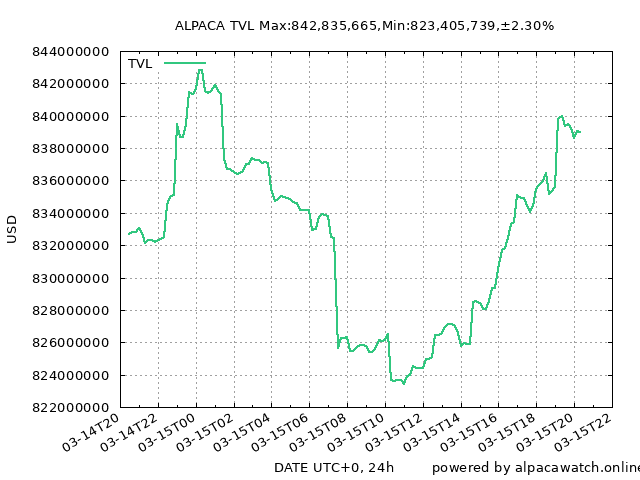 ALPACA TVL Max:842,835,665,Min:823,405,739,±2.30%
844000000
TVL
842000000
840000000
838000000
836000000
834000000
USD
832000000
830000000
828000000
826000000
824000000
822000000
03-14T20
03-14T22
03-15T00
03-15T02
03-15T04
03-15T06
03-15T08
03-15T10
03-15T12
03-15T14
03-15T16
03-15T18
03-15T20
03-15T22
DATE UTC+0, 24h
powered by alpacawatch.online